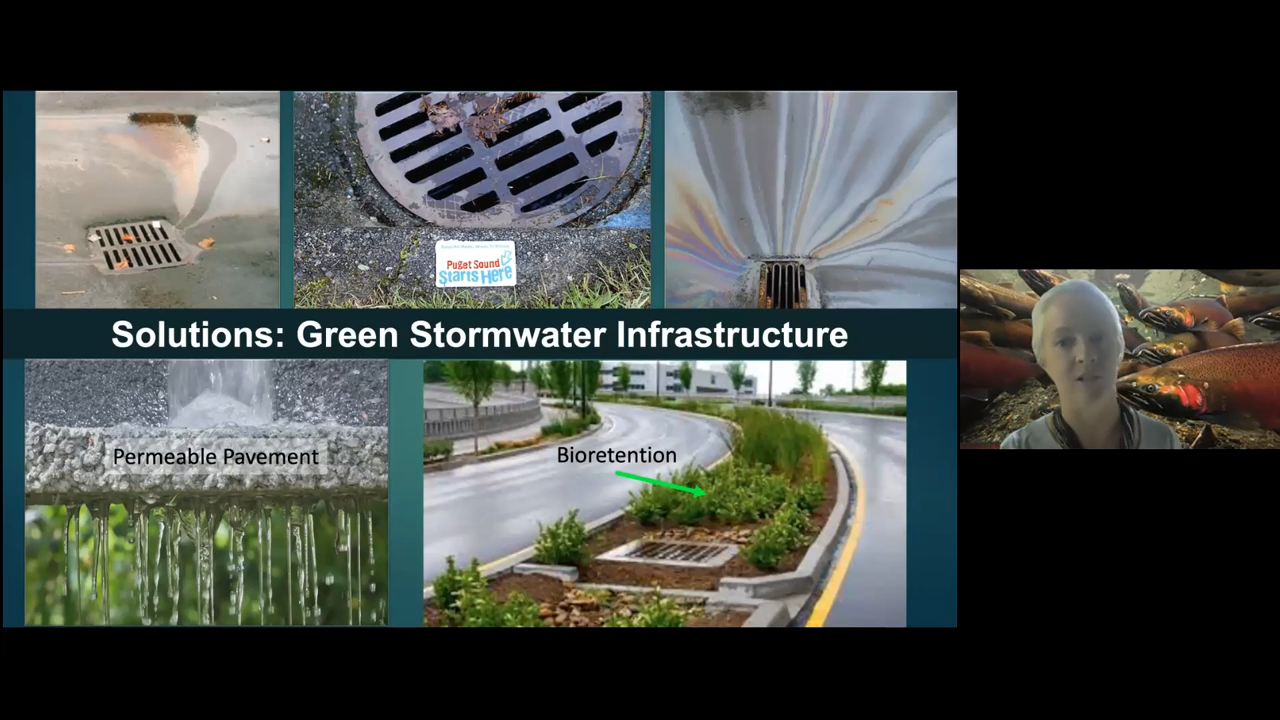 Puget Sound
Starts Here
Solutions: Green Stormwater Infrastructure
Permeable Pavement
Bioretention